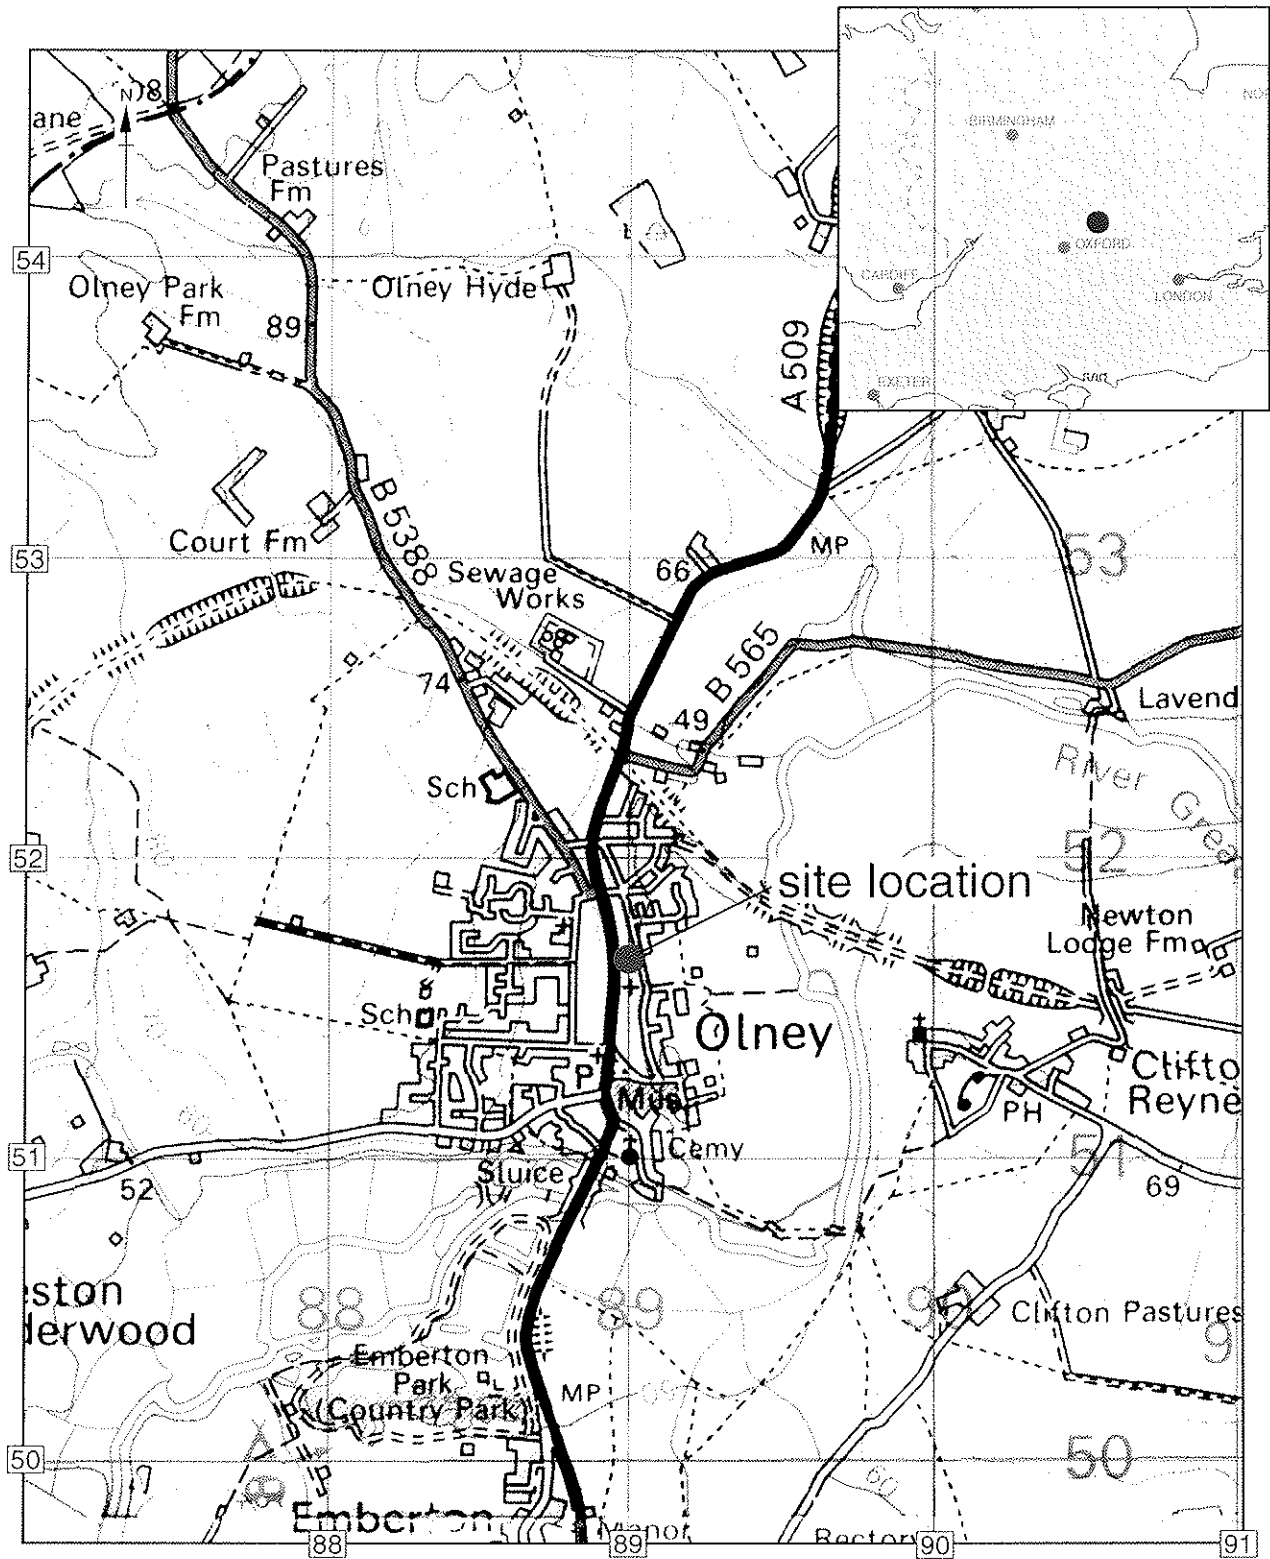 N
ane
Pastures
Fm
BIRMINGHAM
OXFORD
CARDIFF
LONDON
EXETER
54
Olney Park
Fm
Olney Hyde
89
A 509
B 5388
Court Fm
53
Sewage
Works
66
MP
53
B 565
74
49
Lavend
River
Grea
Sch
52
52
site location
Newton
Lodge Fm
Sch
Olney
P
Mus
Clifto
Reyne
PH
51
Cemy
51
Sluice
52
69
eston
derwood
88
89
Clifton Pastures
9
Emberton
Park
(Country Park)
MP
50
50
60
Emberton
Manor
Rectory
88
89
90
91